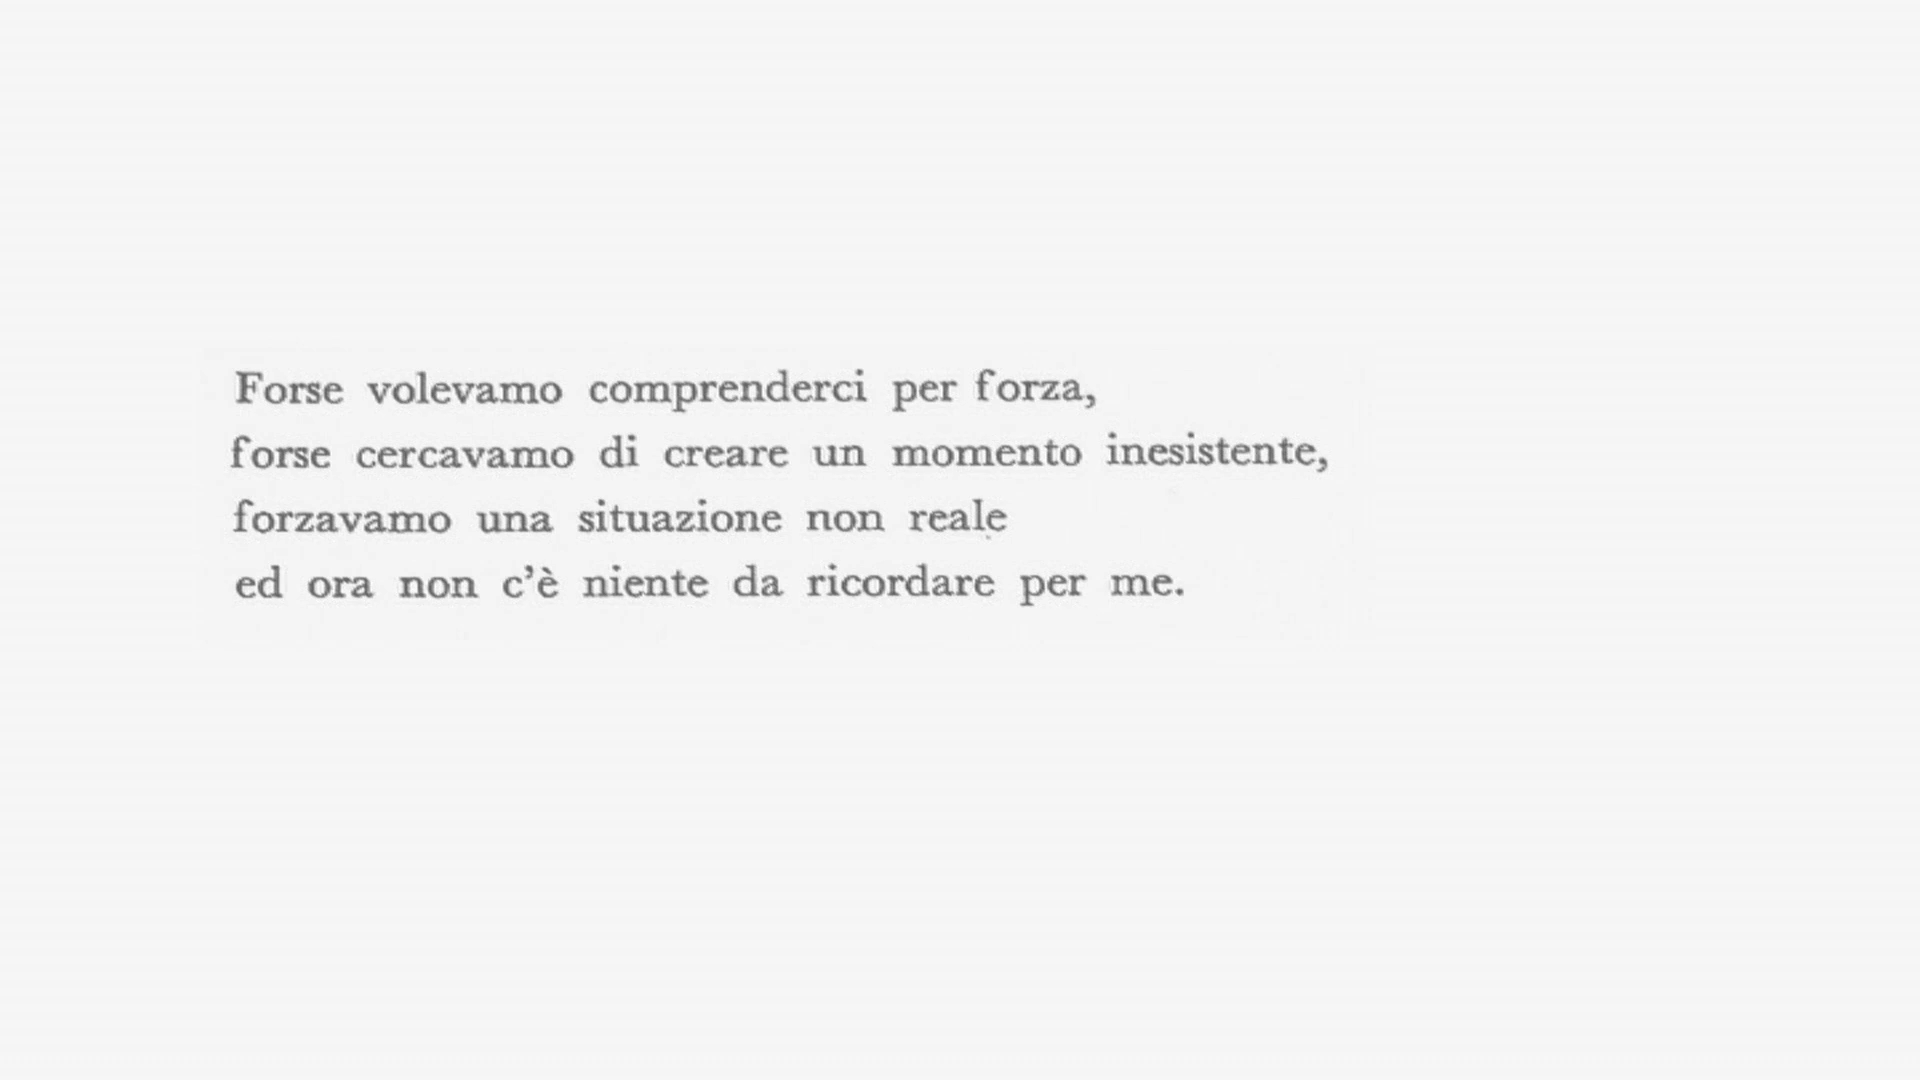 Forse volevamo comprenderci per forza,
forse cercavamo di creare un momento inesistente,
forzavamo una situazione non reale
ed ora non c’è niente da ricordare per me.